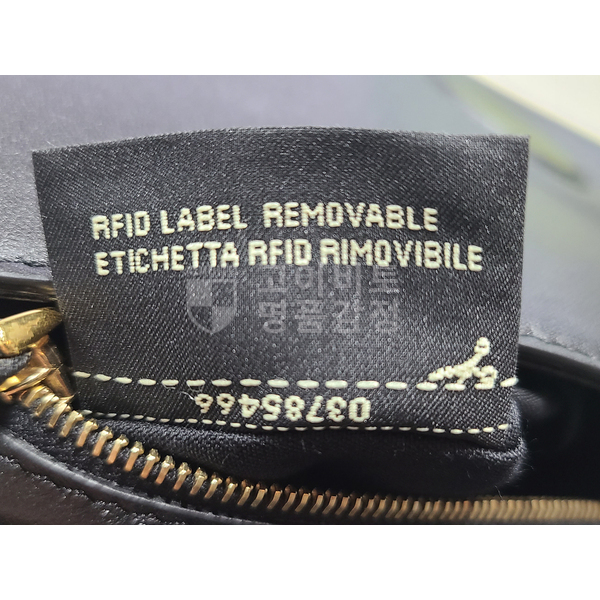 RFID LABEL REMOVABLE
ETICHETTA RFID RIMOVIBILE
고이비토
명품감정
03785466